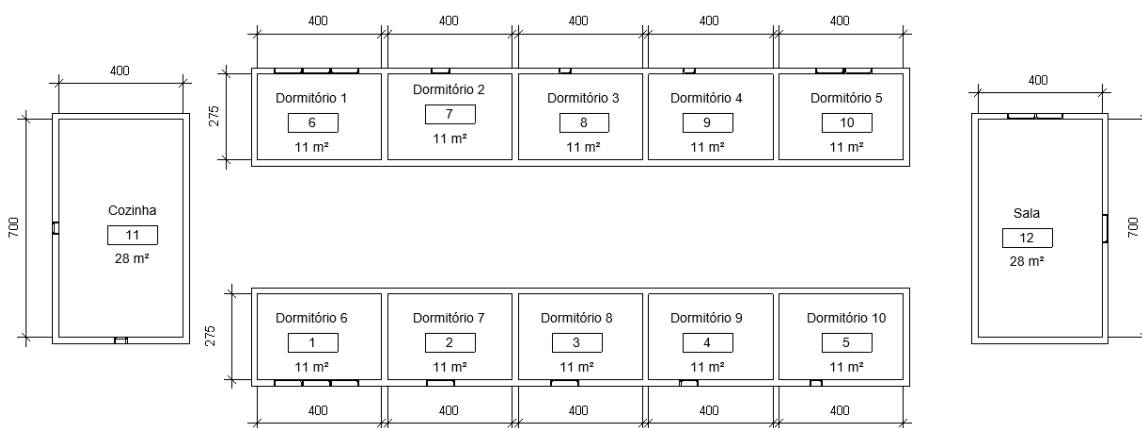 400 400 400 400 400
400
400
275
Dormitório 1 Dormitório 2 Dormitório 3 Dormitório 4 Dormitório 5
6 7 8 9 10
11 m² 11 m² 11 m² 11 m² 11 m²
700
Cozinha
11
28 m²
Sala
12
28 m²
700
275
Dormitório 6 Dormitório 7 Dormitório 8 Dormitório 9 Dormitório 10
1 2 3 4 5
11 m² 11 m² 11 m² 11 m² 11 m²
400 400 400 400 400